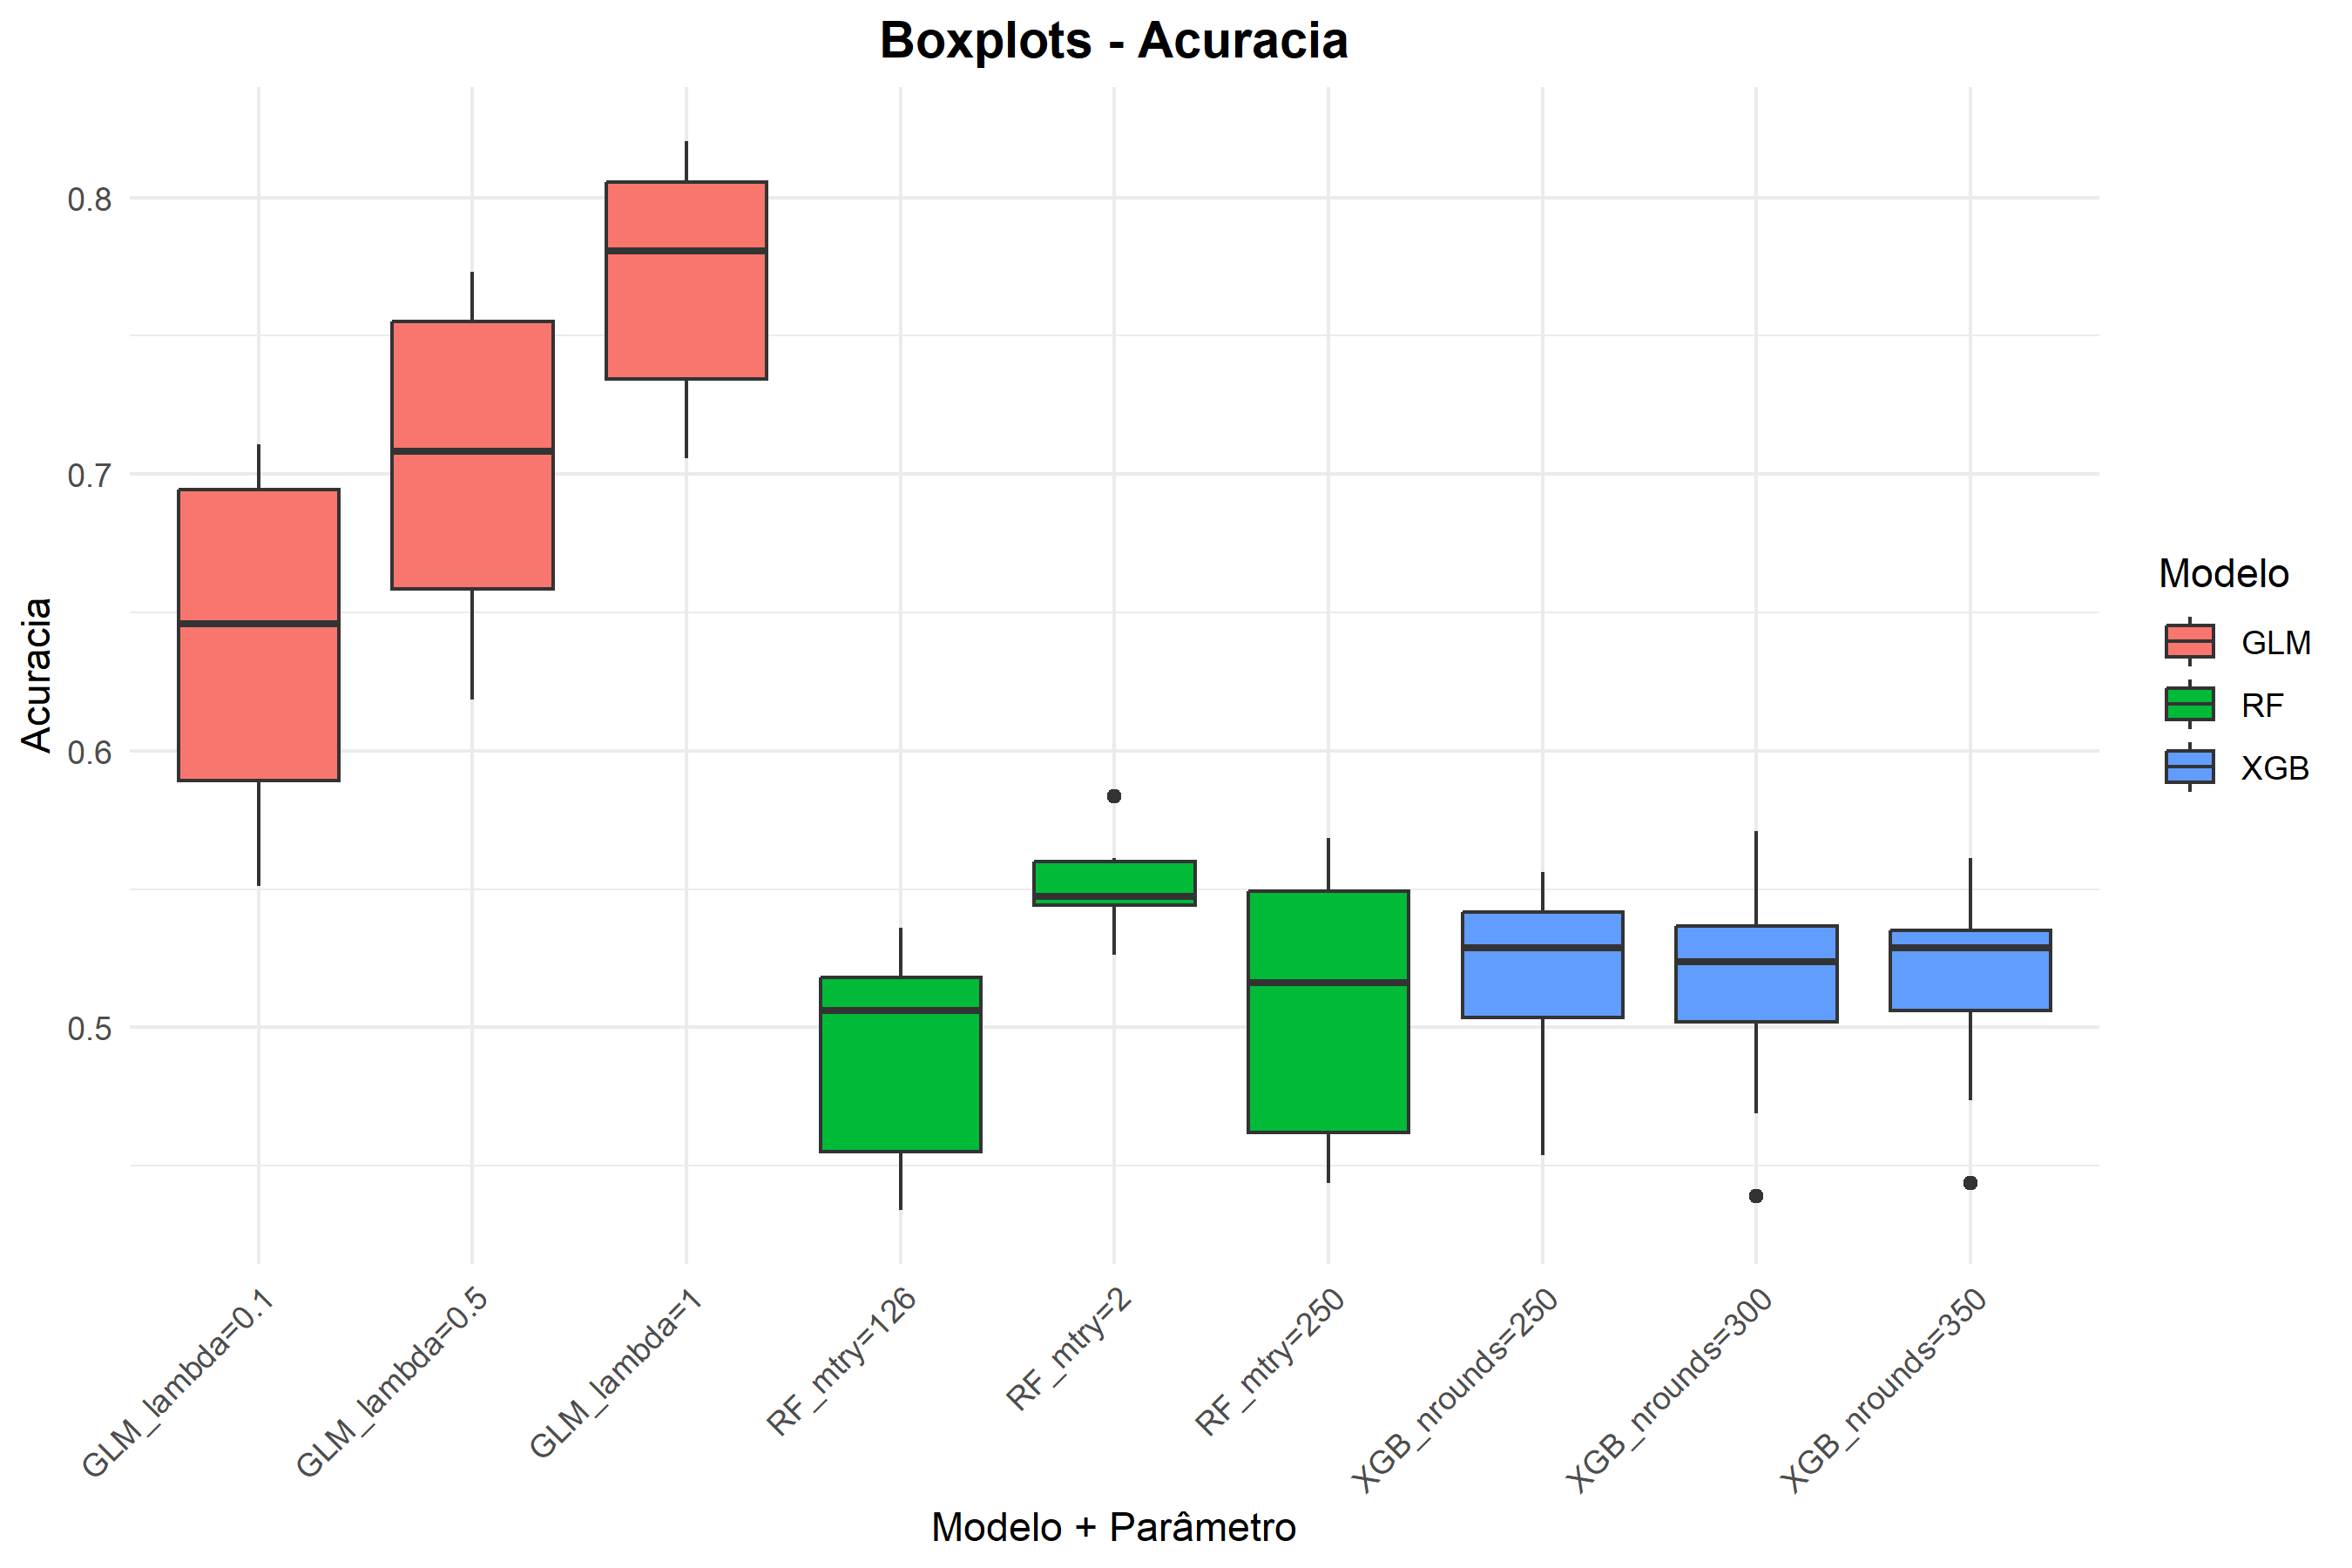 Boxplots - Acuracia
Acuracia
0.8
0.7
0.6
0.5
GLM_lambda=0.1
GLM_lambda=0.5
GLM_lambda=1
RF_mtry=126
RF_mtry=2
RF_mtry=250
XGB_nrounds=250
XGB_nrounds=300
XGB_nrounds=350
Modelo + Parâmetro
Modelo
GLM
RF
XGB